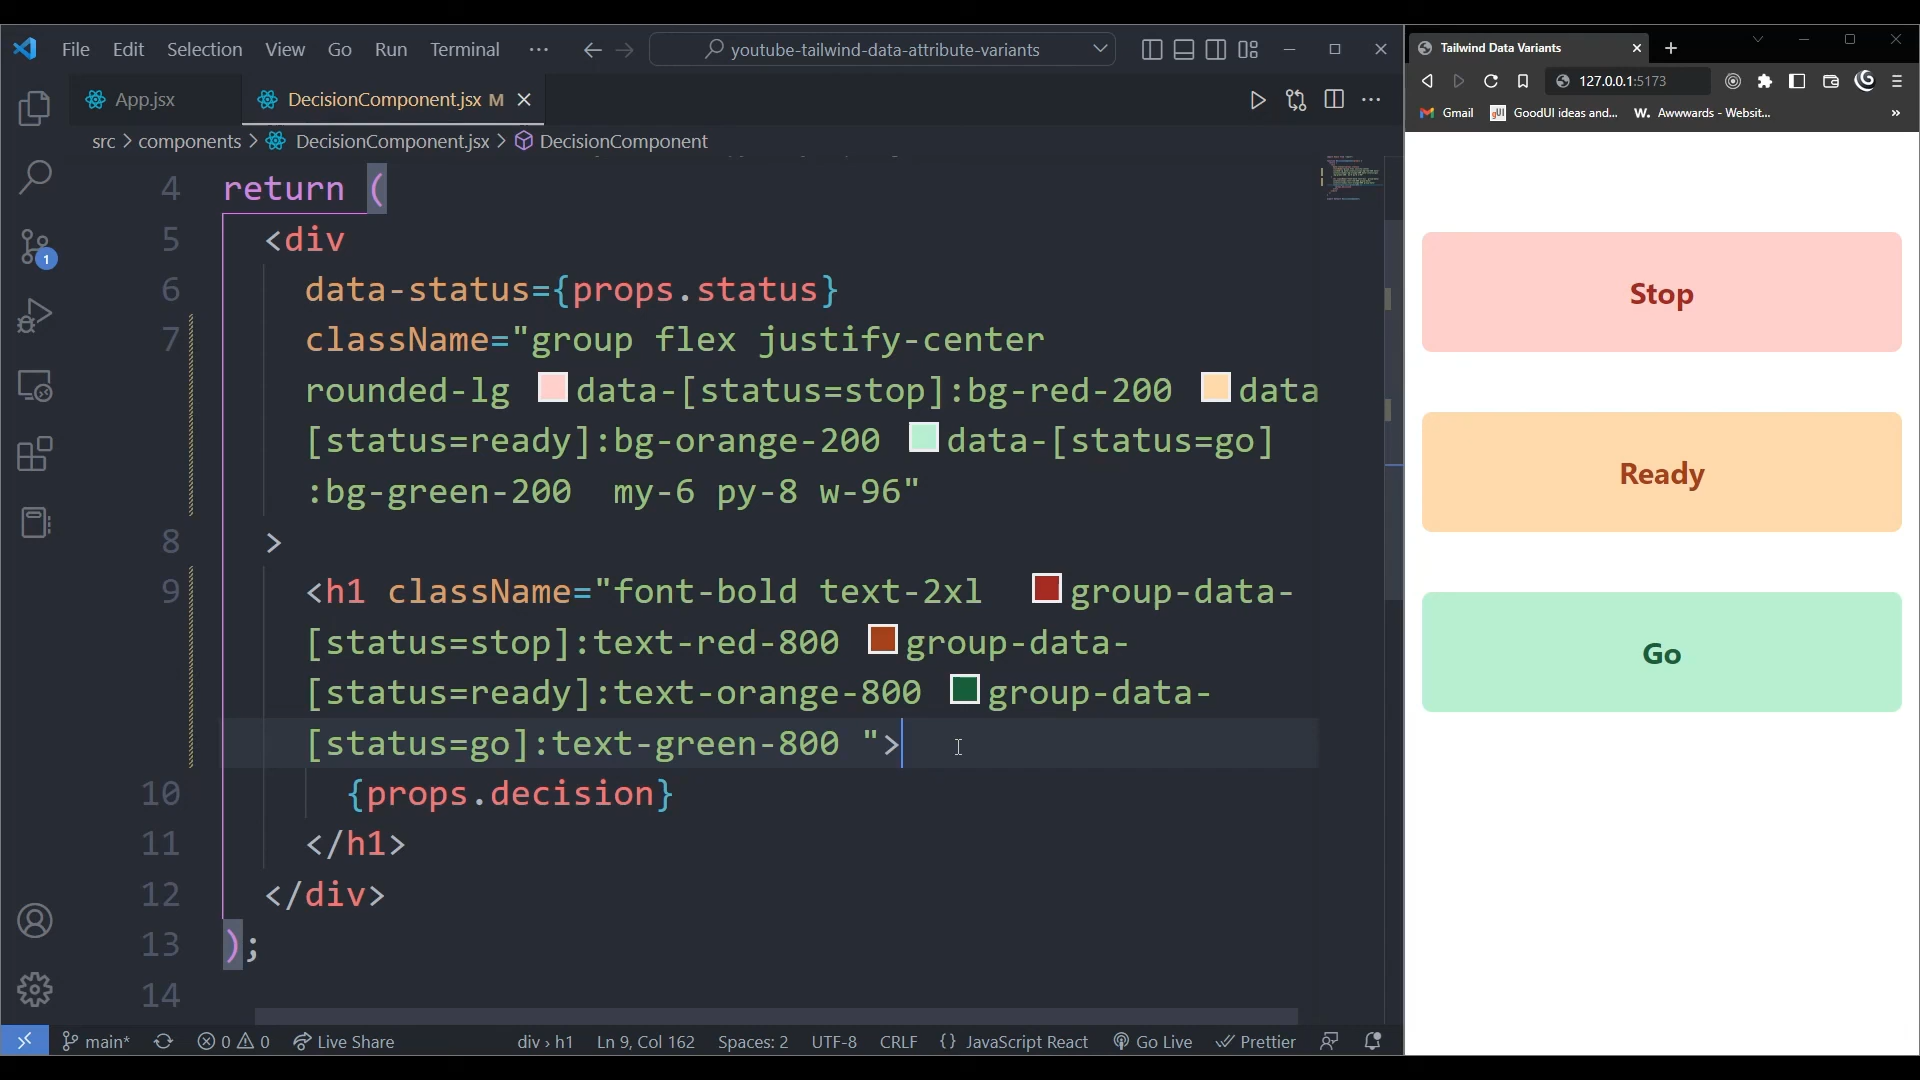 File Edit Selection View Go Run Terminal ··· youtube-tailwind-data-attribute-variants
App.jsx DecisionComponent.jsx M
src > components > DecisionComponent.jsx > DecisionComponent
4 return (
5 <div
6 data-status={props.status}
7 className="group flex justify-center
rounded-lg data-[status=stop]:bg-red-200 data
[status=ready]:bg-orange-200 data-[status=go]
:bg-green-200 my-6 py-8 w-96"
8 >
9 <h1 className="font-bold text-2xl group-data-
[status=stop]:text-red-800 group-data-
[status=ready]:text-orange-800 group-data-
[status=go]:text-green-800 ">
10 {props.decision}
11 </h1>
12 </div>
13 );
14
1
main* 0 0 Live Share div › h1 Ln 9, Col 162 Spaces: 2 UTF-8 CRLF {} JavaScript React Go Live Prettier
Tailwind Data Variants
127.0.0.1:5173
Gmail gUI GoodUI ideas and... W. Awwwards - Websit... »
Stop
Ready
Go